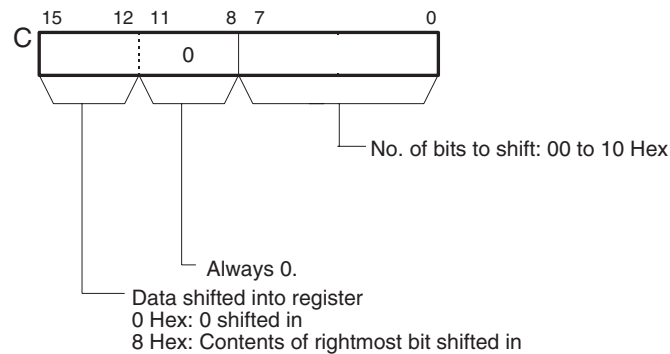 15 12 11 8 7 0
C
0
No. of bits to shift: 00 to 10 Hex
Always 0.
Data shifted into register
0 Hex: 0 shifted in
8 Hex: Contents of rightmost bit shifted in